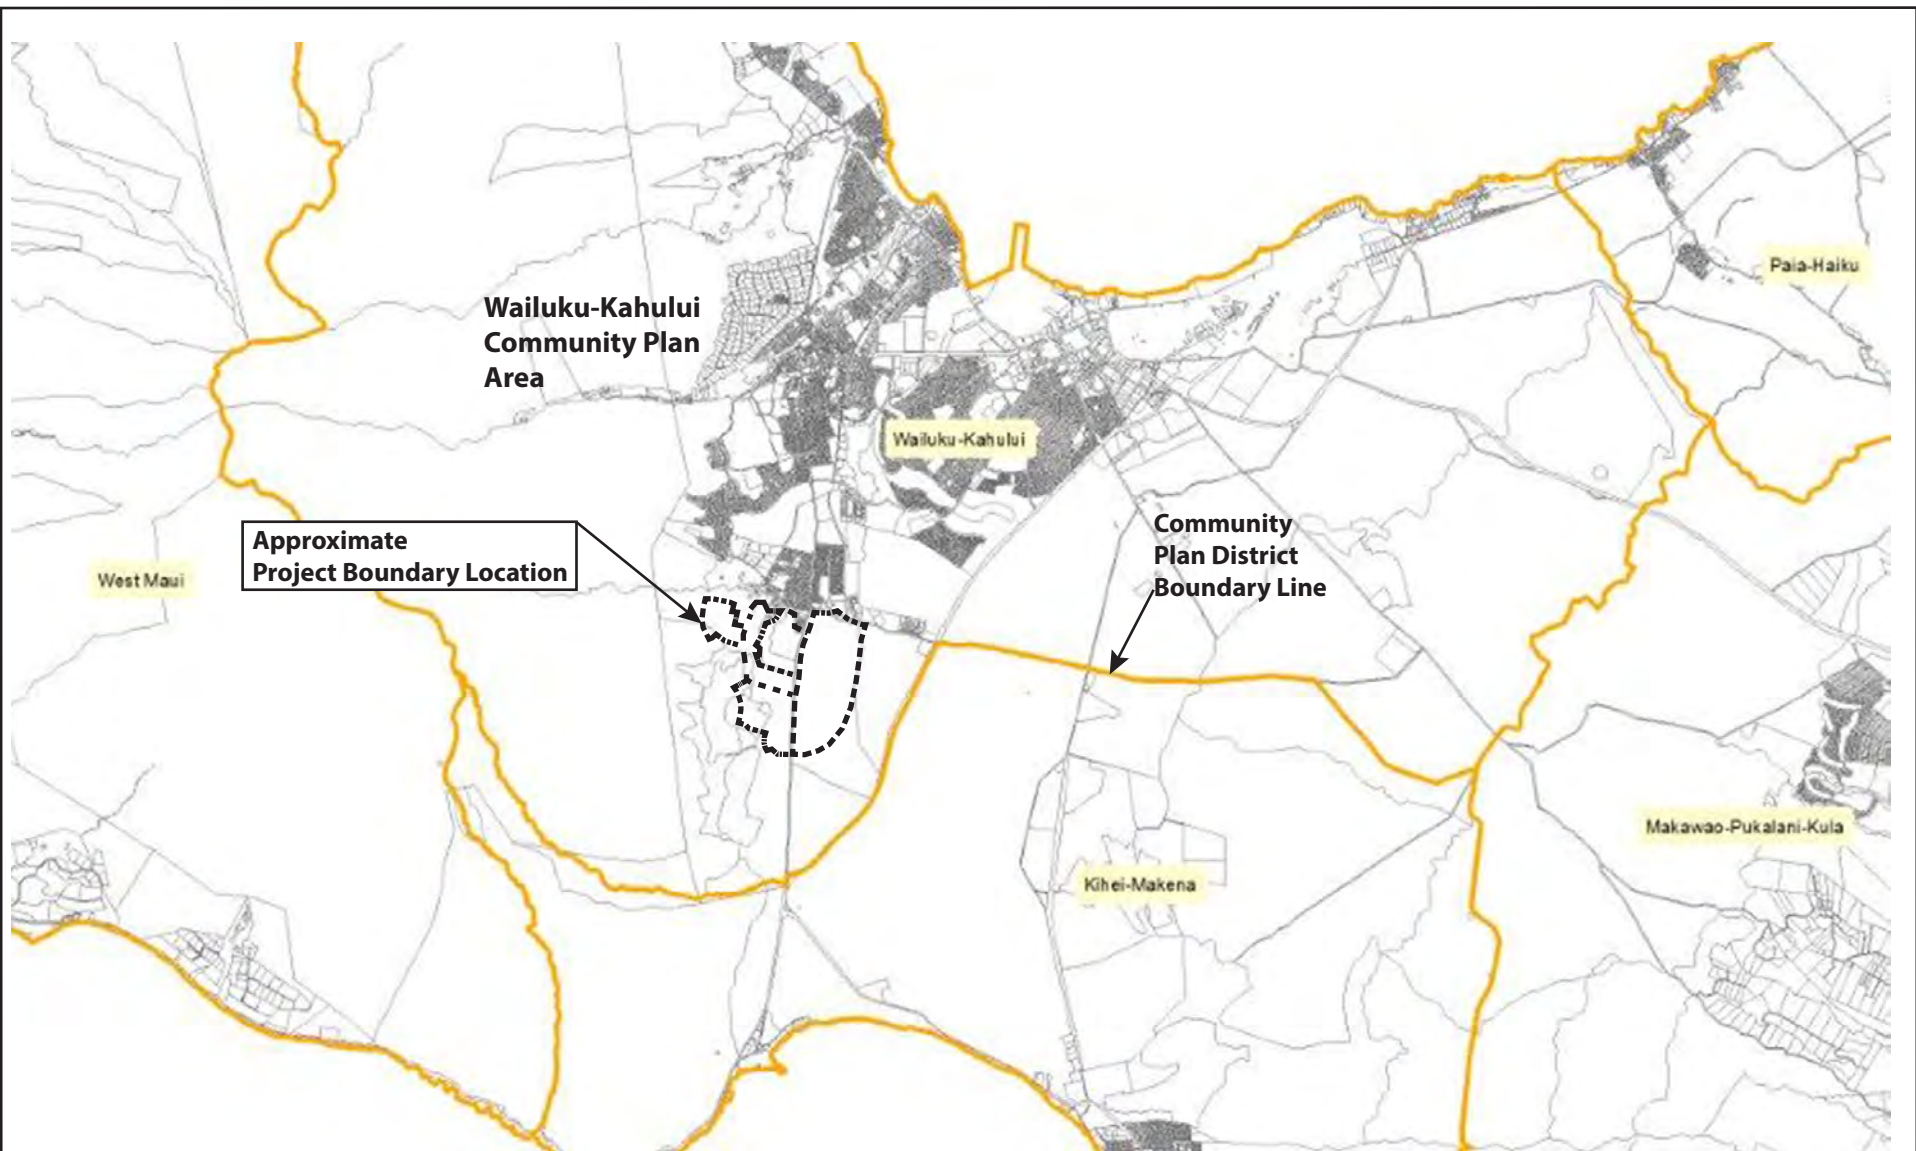 Paia-Haiku
Wailuku-Kahului
Community Plan
Area
Wailuku-Kahului
Approximate
Project Boundary Location
Community
Plan District
Boundary Line
West Maui
Makawao-Pukalani-Kula
Kihei-Makena